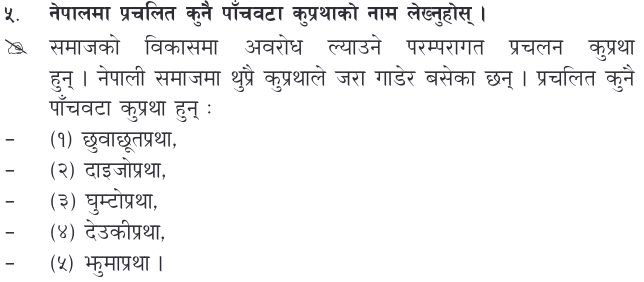 ५. नेपालमा प्रचलित कुनै पाँचवटा कुप्रथाको नाम लेख्नुहोस् ।
समाजको विकासमा अवरोध ल्याउने परम्परागत प्रचलन कुप्रथा
हुन् । नेपाली समाजमा थुप्रै कुप्रथाले जरा गाडेर बसेका छन् । प्रचलित कुनै
पाँचवटा कुप्रथा हुन् :
- (१) छुवाछूतप्रथा,
- (२) दाइजोप्रथा,
- (३) घुम्टोप्रथा,
- (४) देउकीप्रथा,
- (५) झुमाप्रथा ।